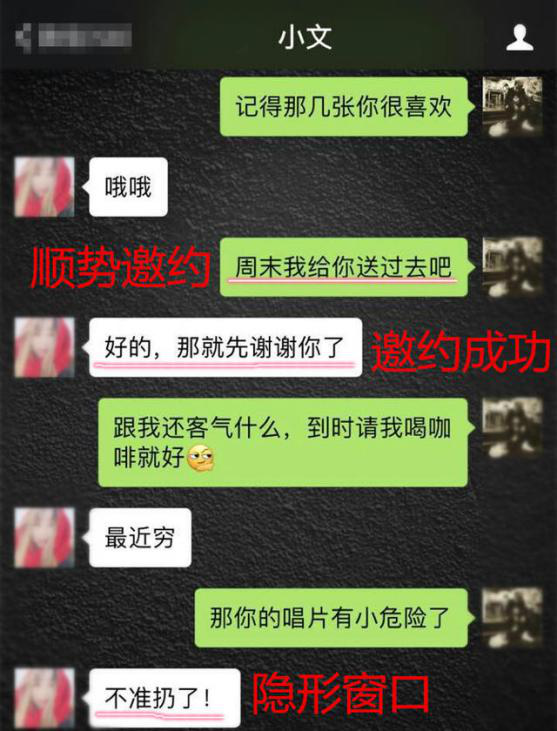 小文
记得那几张你很喜欢
哦哦
顺势邀约
周末我给你送过去吧
好的，那就先谢谢你了
邀约成功
跟我还客气什么，到时请我喝咖
啡就好
最近穷
那你的唱片有小危险了
不准扔了！
隐形窗口